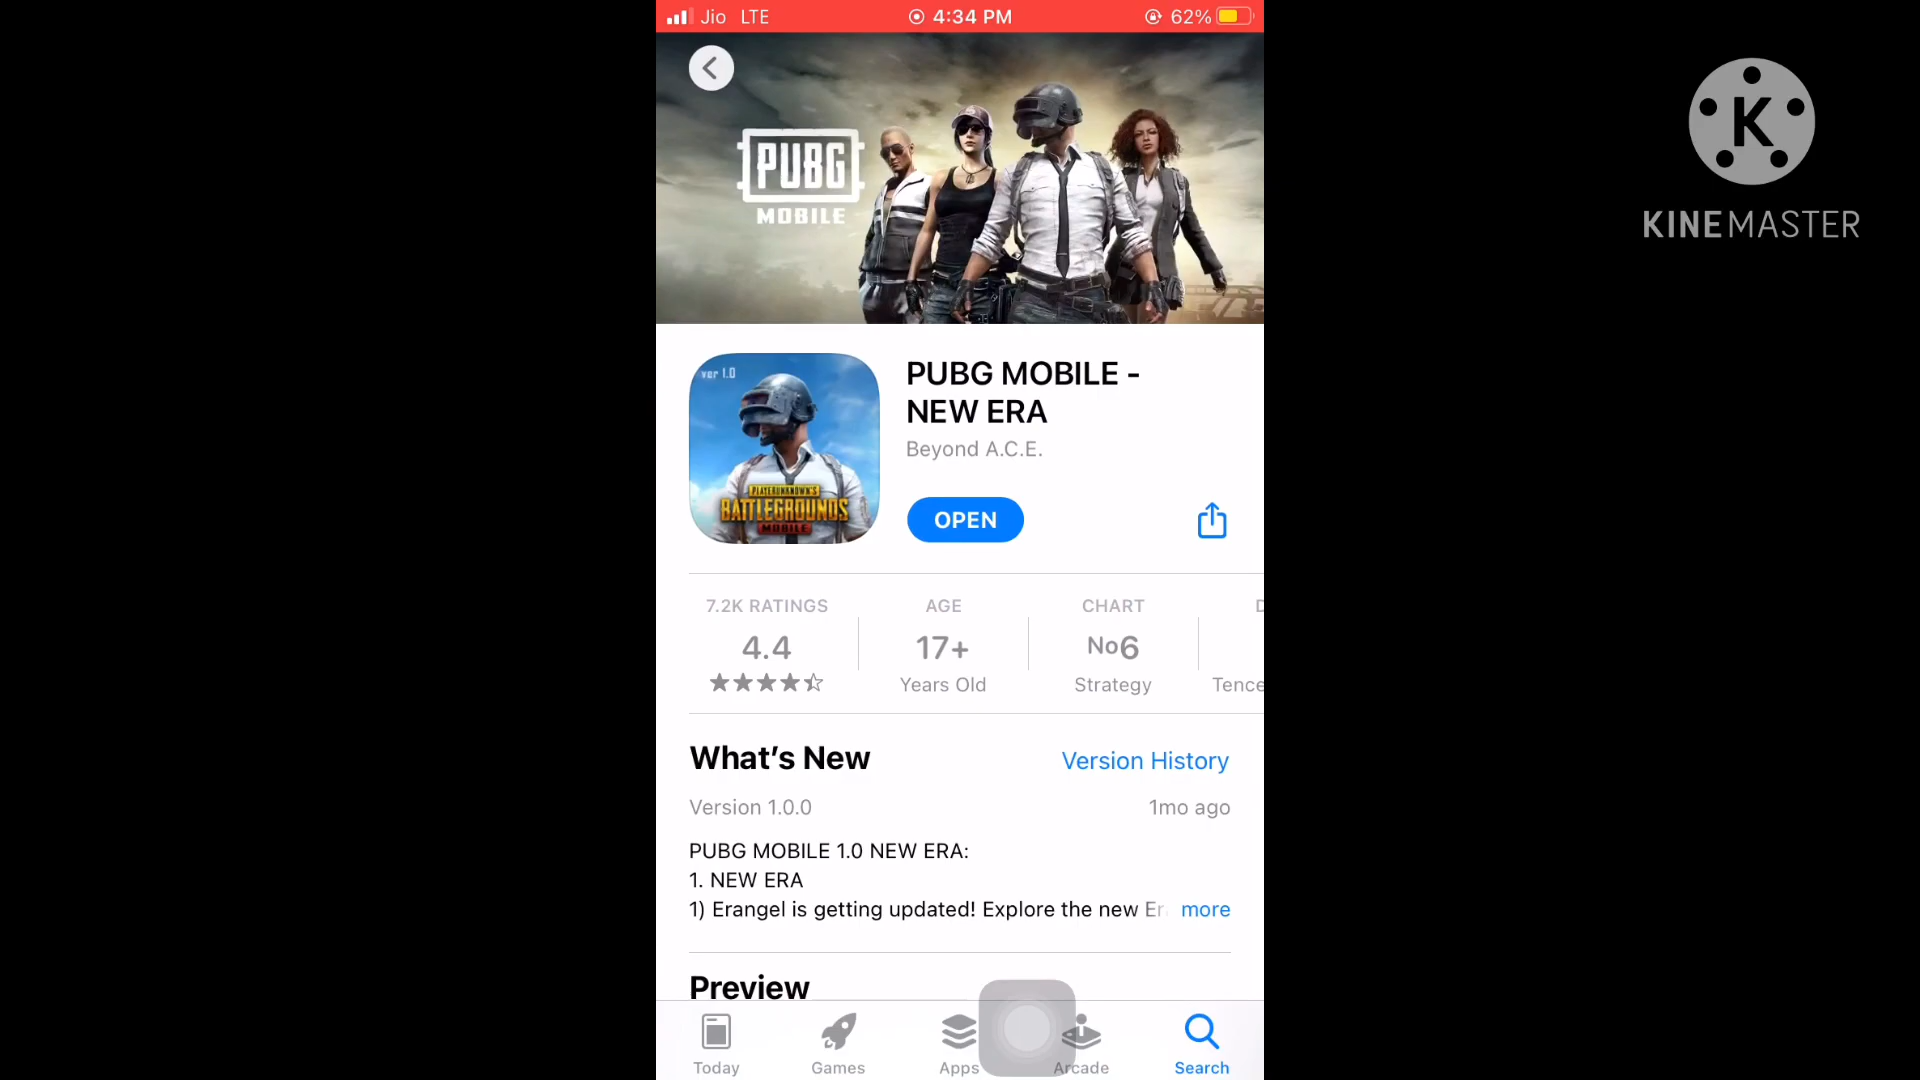 Jio LTE 4:34 PM 62%
PUBG
MOBILE
K
KINEMASTER
ver 1.0
PLAYERUNKNOWN'S
BATTLEGROUNDS
MOBILE
PUBG MOBILE -
NEW ERA
Beyond A.C.E.
OPEN
7.2K RATINGS AGE CHART D
4.4 17+ No6
Years Old Strategy Tence
What's New Version History
Version 1.0.0 1mo ago
PUBG MOBILE 1.0 NEW ERA:
1. NEW ERA
1) Erangel is getting updated! Explore the new Er more
Preview
Today Games Apps Arcade Search